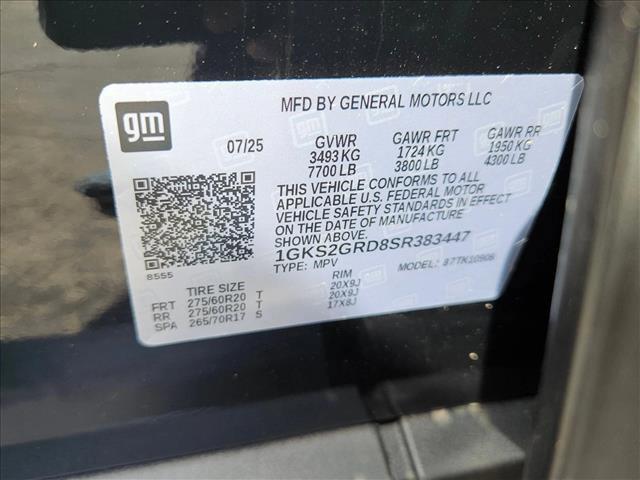 gm
MFD BY GENERAL MOTORS LLC
07/25 GVWR GAWR FRT GAWR RR
3493 KG 1724 KG 1950 KG
7700 LB 3800 LB 4300 LB
THIS VEHICLE CONFORMS TO ALL
APPLICABLE U.S. FEDERAL MOTOR
VEHICLE SAFETY STANDARDS IN EFFECT
ON THE DATE OF MANUFACTURE
SHOWN ABOVE.
1GKS2GRD8SR383447
TYPE: MPV MODEL: 87TK10906
8555
TIRE SIZE RIM
FRT 275/60R20 T 20X9J
RR 275/60R20 T 20X9J
SPA 265/70R17 S 17X8J